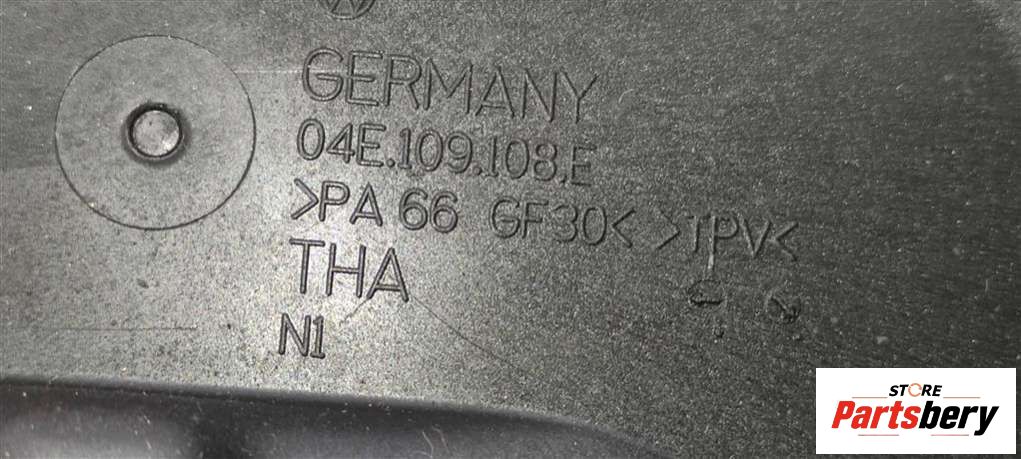 GERMANY
04E.109.108.E
>PA 66 GF30< >TPV<
THA
N1
STORE
Partsbery